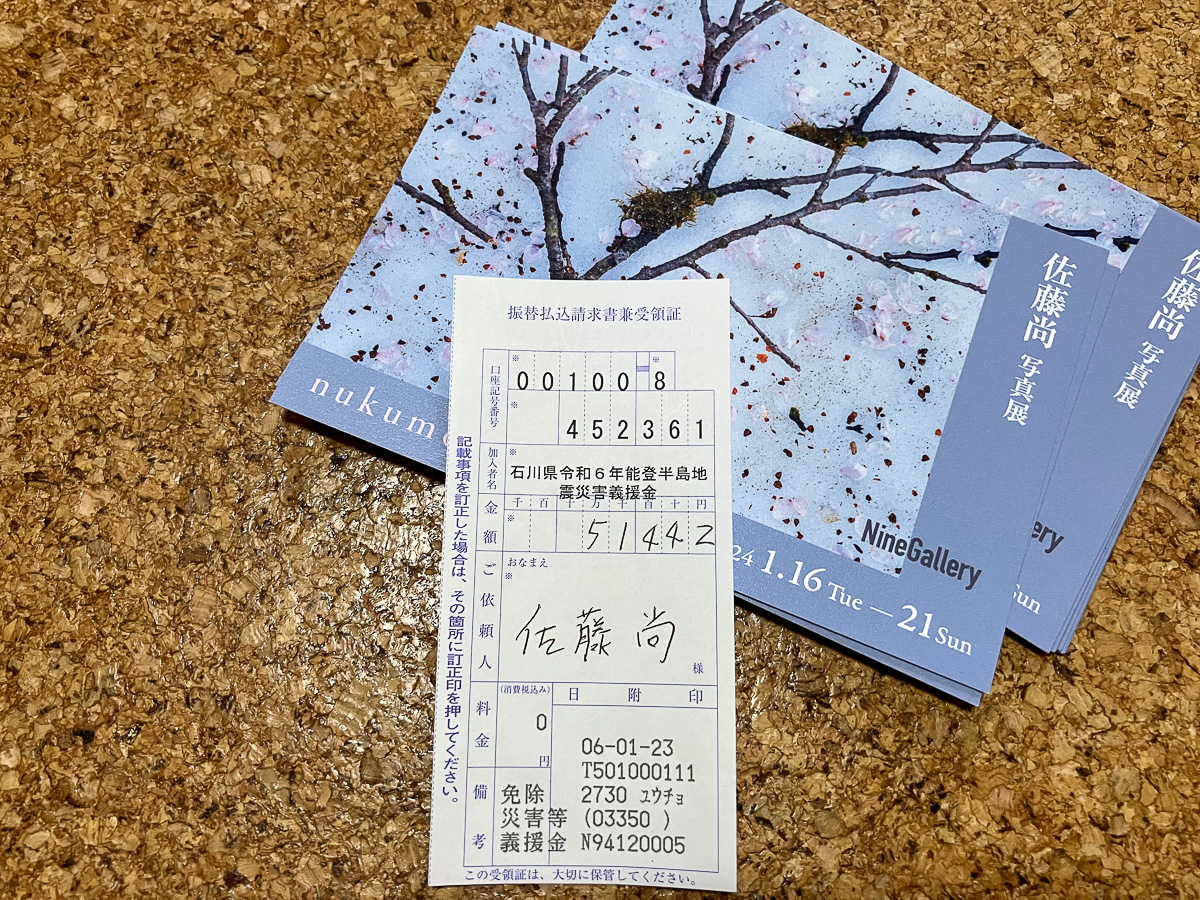 佐藤尚 写真展
佐藤尚 写真展
nukumo
NineGallery
ery
24 1.16 Tue — 21 Sun
Sun
振替払込請求書兼受領証
口座記号番号
※ 00100 ※ 8
※ 452361
加入者名
※ 石川県令和６年能登半島地
震災害義援金
金額
千 百 十 万 千 百 十 円
※ 51442
ご依頼人
おなまえ
※
佐藤尚
様
料金
(消費税込み)
0
円
日附印
06-01-23
T501000111
2730 ユウチョ
(03350 )
N94120005
備考
免除
災害等
義援金
記載事項を訂正した場合は、その箇所に訂正印を押してください。
この受領証は、大切に保管してください。